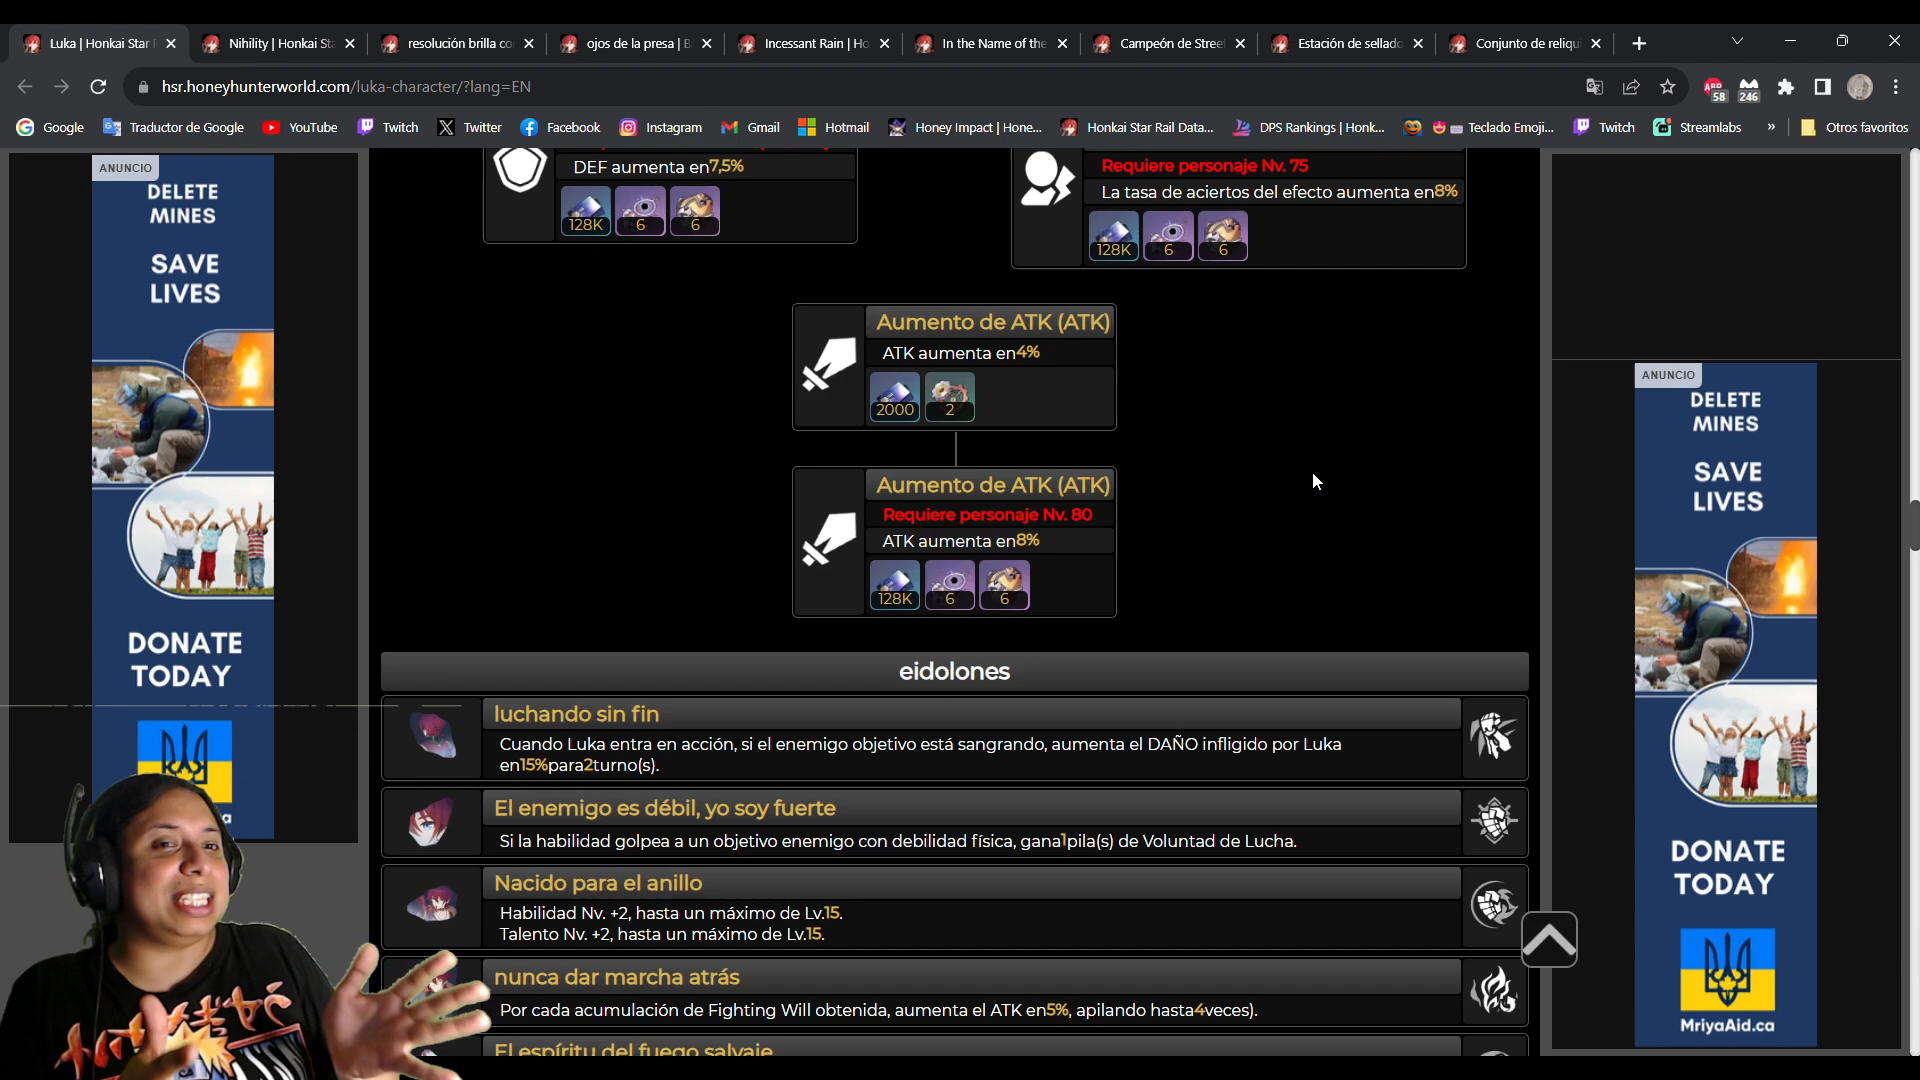 Luka | Honkai Star
Nihility | Honkai St
resolución brilla co
ojos de la presa | B
Incessant Rain | Ho
In the Name of the
Campeón de Stree
Estación de sellado
Conjunto de reliqu
hsr.honeyhunterworld.com/luka-character/?lang=EN
ABP
58
246
Google
Traductor de Google
YouTube
Twitch
Twitter
Facebook
Instagram
Gmail
Hotmail
Honey Impact | Hone...
Honkai Star Rail Data...
DPS Rankings | Honk...
Teclado Emoji...
Twitch
Streamlabs
»
Otros favoritos
ANUNCIO
DELETE
MINES
SAVE
LIVES
DONATE
TODAY
DEF aumenta en7,5%
128K
6
6
Requiere personaje Nv. 75
La tasa de aciertos del efecto aumenta en8%
128K
6
6
Aumento de ATK (ATK)
ATK aumenta en4%
2000
2
Aumento de ATK (ATK)
Requiere personaje Nv. 80
ATK aumenta en8%
128K
6
6
eidolones
luchando sin fin
Cuando Luka entra en acción, si el enemigo objetivo está sangrando, aumenta el DAÑO infligido por Luka
en15%para2turno(s).
El enemigo es débil, yo soy fuerte
Si la habilidad golpea a un objetivo enemigo con debilidad física, gana1pila(s) de Voluntad de Lucha.
Nacido para el anillo
Habilidad Nv. +2, hasta un máximo de Lv.15.
Talento Nv. +2, hasta un máximo de Lv.15.
nunca dar marcha atrás
Por cada acumulación de Fighting Will obtenida, aumenta el ATK en5%, apilando hasta4veces).
El espíritu del fuego salvaje
ANUNCIO
DELETE
MINES
SAVE
LIVES
DONATE
TODAY
MriyaAid.ca